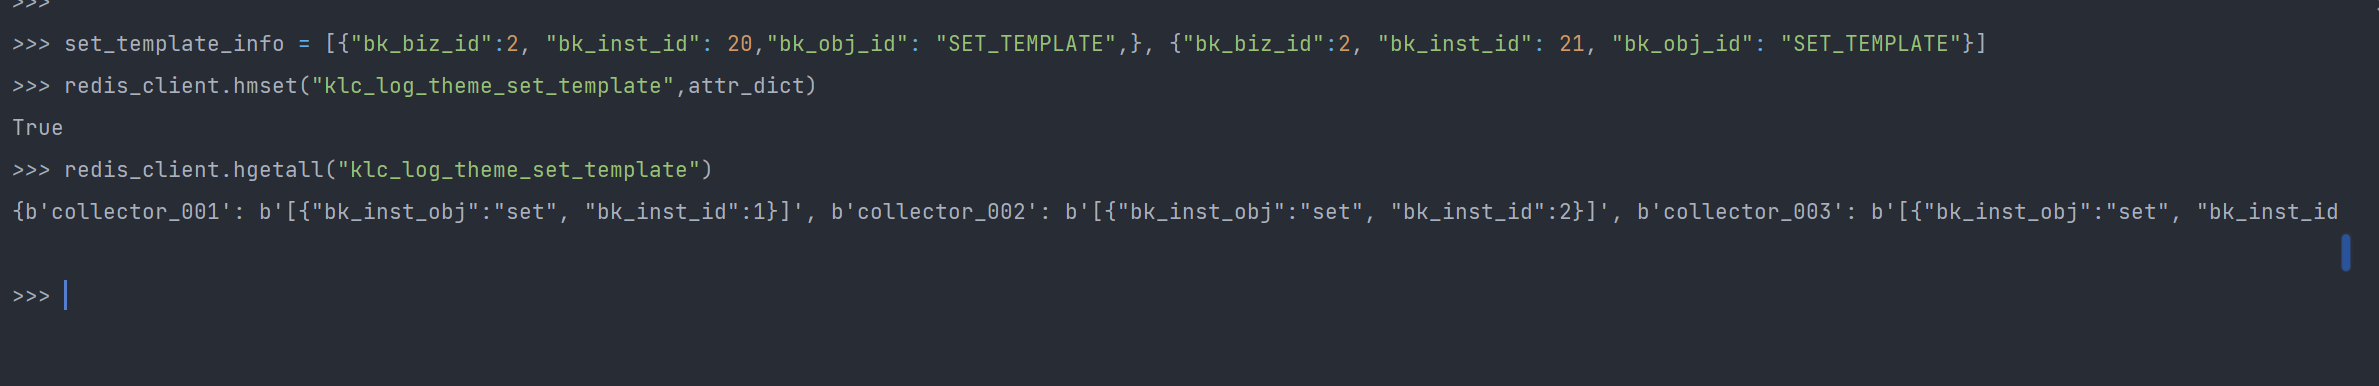 >>>
>>> set_template_info = [{"bk_biz_id":2, "bk_inst_id": 20,"bk_obj_id": "SET_TEMPLATE",}, {"bk_biz_id":2, "bk_inst_id": 21, "bk_obj_id": "SET_TEMPLATE"}]
>>> redis_client.hmset("klc_log_theme_set_template",attr_dict)
True
>>> redis_client.hgetall("klc_log_theme_set_template")
{b'collector_001': b'[{"bk_inst_obj":"set", "bk_inst_id":1}]', b'collector_002': b'[{"bk_inst_obj":"set", "bk_inst_id":2}]', b'collector_003': b'[{"bk_inst_obj":"set", "bk_inst_id
>>>